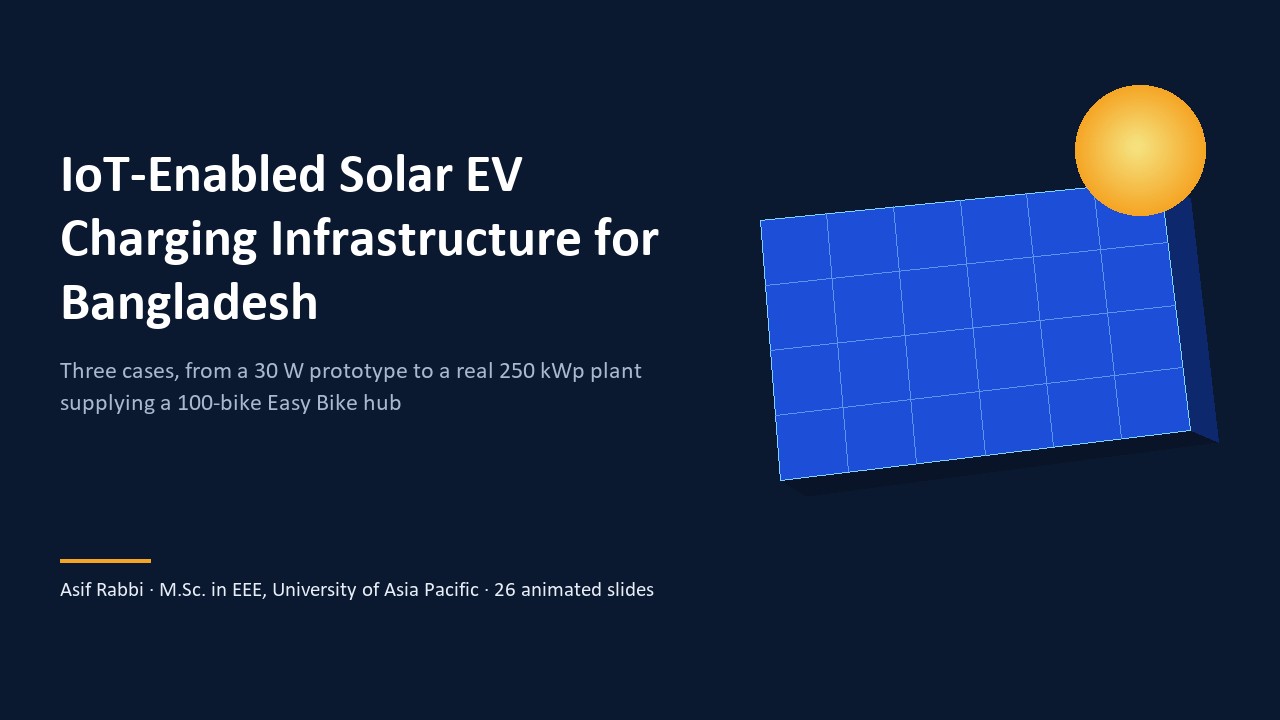 IoT-Enabled Solar EV
Charging Infrastructure for
Bangladesh
Three cases, from a 30 W prototype to a real 250 kWp plant
supplying a 100-bike Easy Bike hub
Asif Rabbi · M.Sc. in EEE, University of Asia Pacific · 26 animated slides